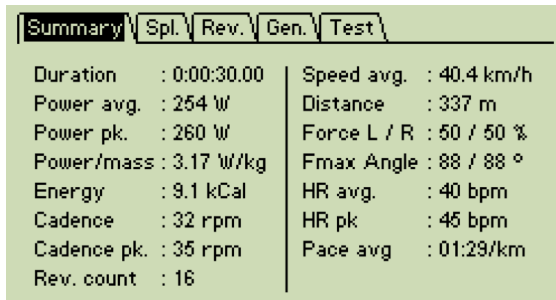 Summary Spl. Rev. Gen. Test
Duration : 0:00:30.00
Power avg. : 254 W
Power pk. : 260 W
Power/mass : 3.17 W/kg
Energy : 9.1 kCal
Cadence : 32 rpm
Cadence pk. : 35 rpm
Rev. count : 16
Speed avg. : 40.4 km/h
Distance : 337 m
Force L / R : 50 / 50 %
Fmax Angle : 88 / 88 º
HR avg. : 40 bpm
HR pk : 45 bpm
Pace avg : 01:29/km